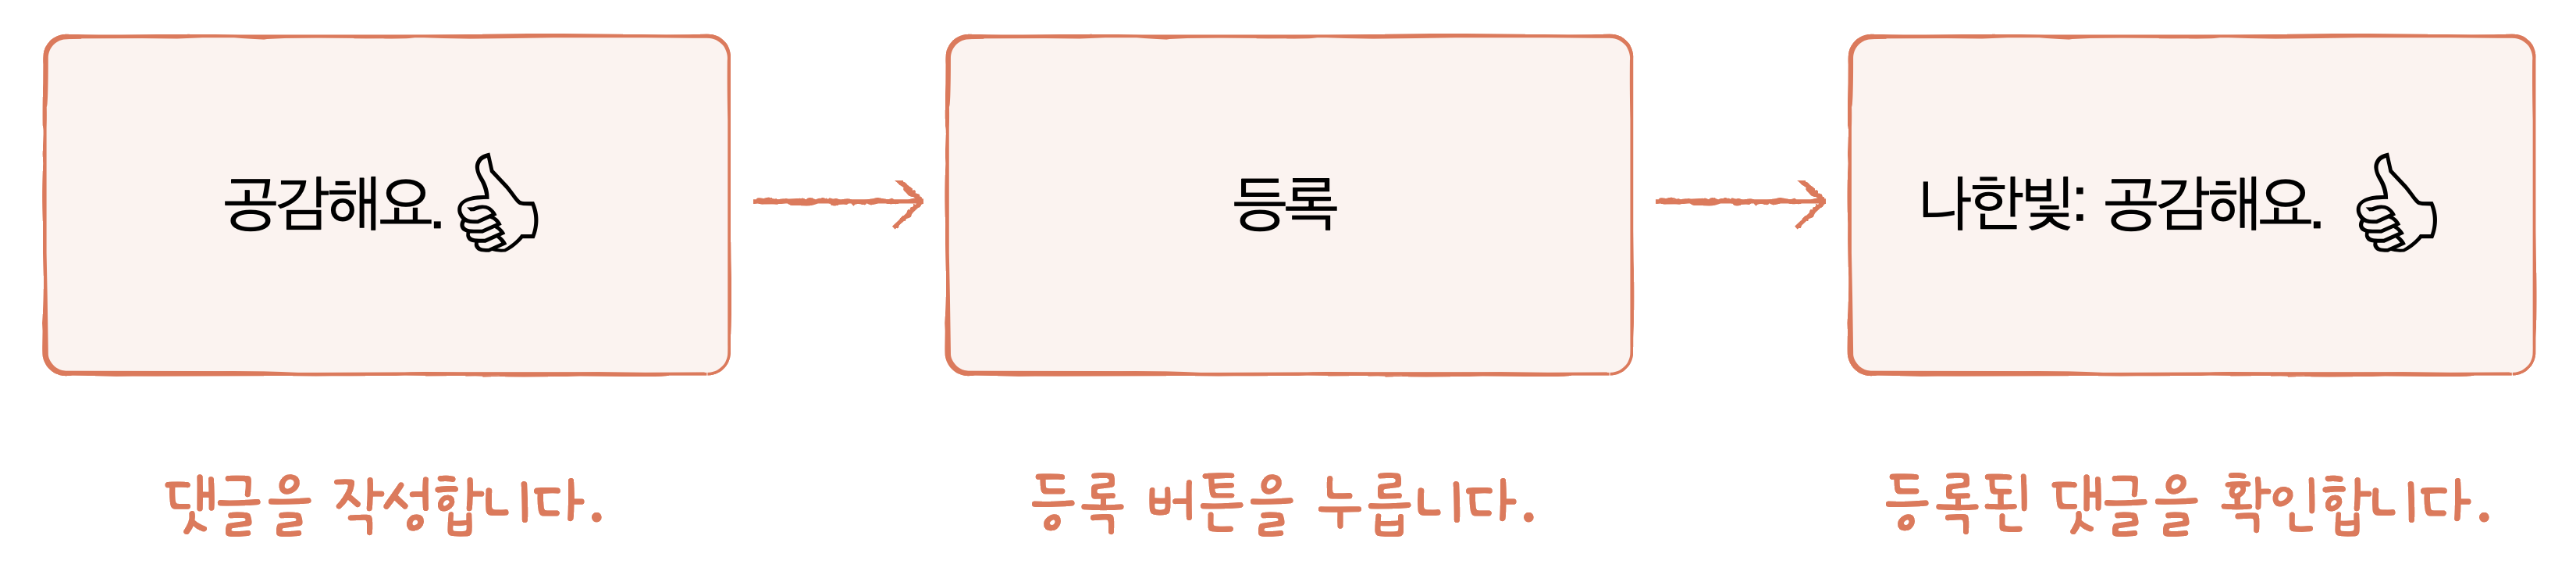 공감해요.👍
등록
나한빛: 공감해요. 👍
댓글을 작성합니다.
등록 버튼을 누릅니다.
등록된 댓글을 확인합니다.